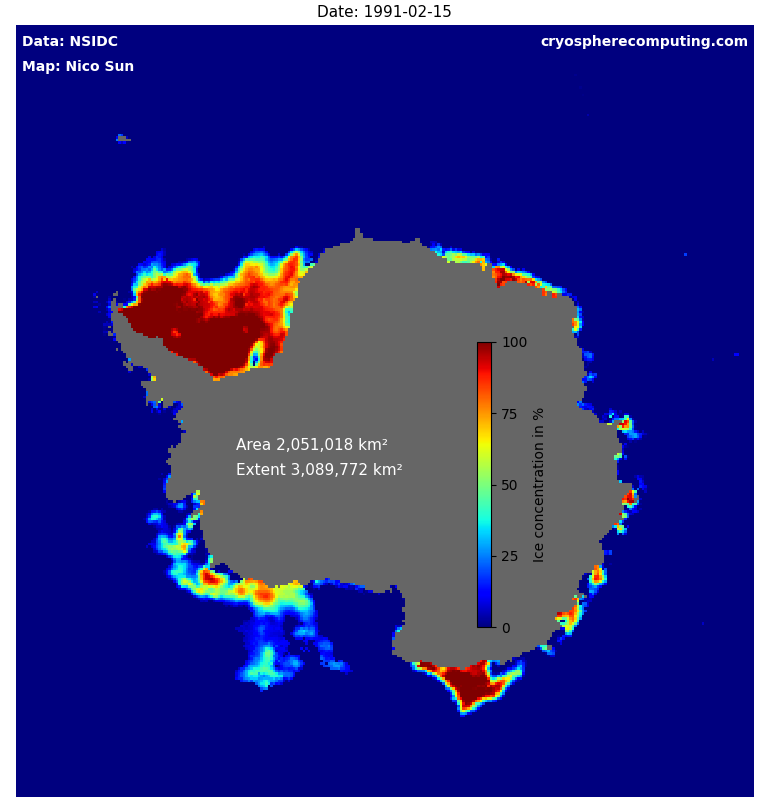 Date: 1991-02-15
Data: NSIDC
cryospherecomputing.com
Map: Nico Sun
Area 2,051,018 km²
Extent 3,089,772 km²
100
75
50
25
0
Ice concentration in %